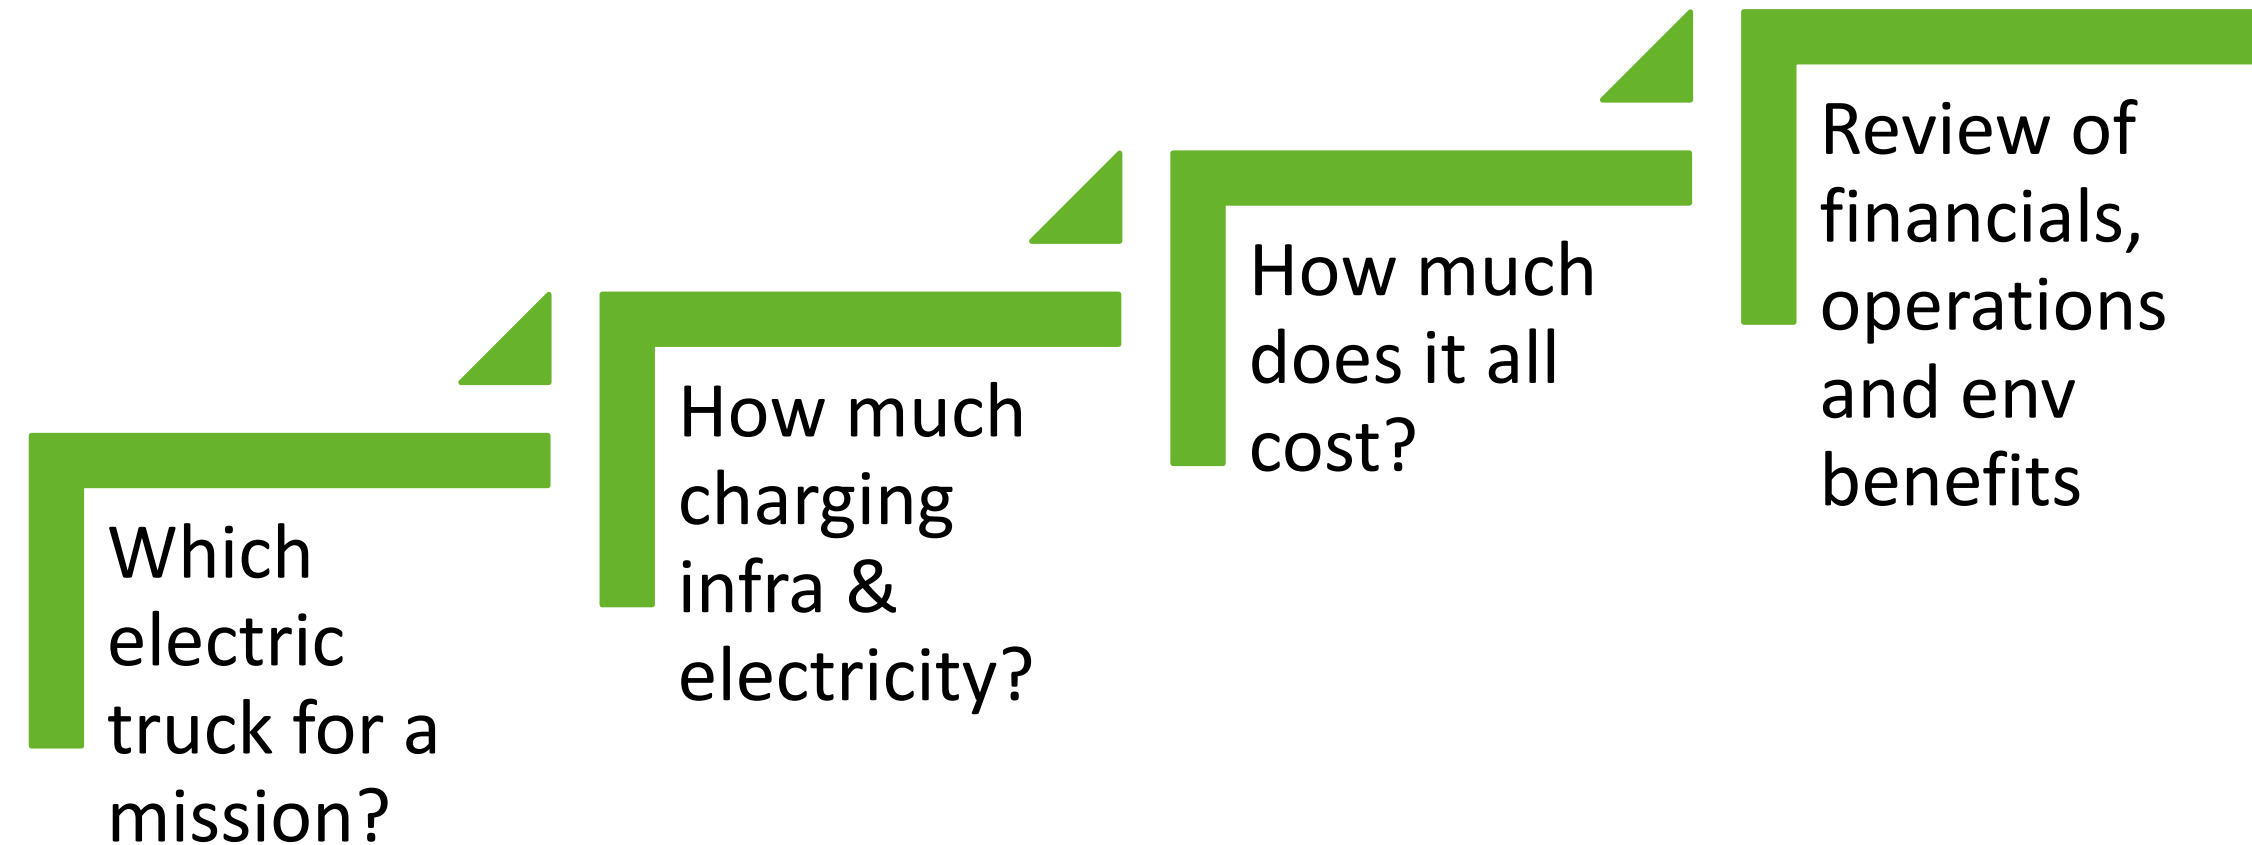 Which
electric
truck for a
mission?
How much
charging
infra &
electricity?
How much
does it all
cost?
Review of
financials,
operations
and env
benefits